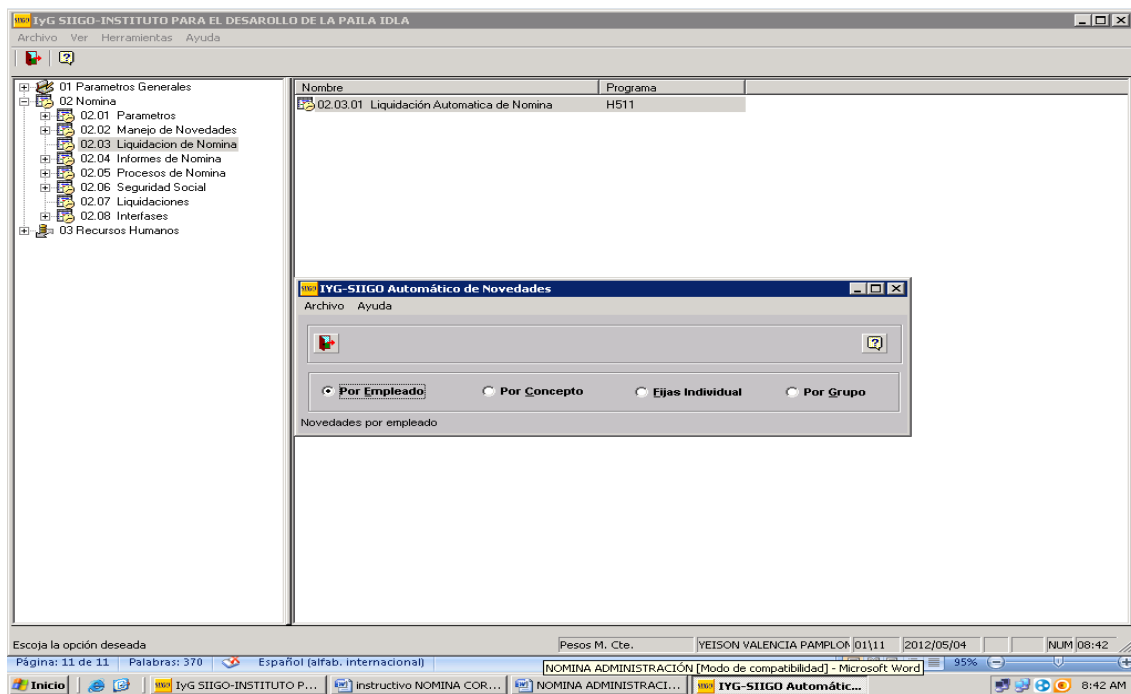 IyG SIIGO-INSTITUTO PARA EL DESAROLLO DE LA PAILA IDLA
Archivo Ver Herramientas Ayuda
01 Parametros Generales
02 Nomina
02.01 Parametros
02.02 Manejo de Novedades
02.03 Liquidacion de Nomina
02.04 Informes de Nomina
02.05 Procesos de Nomina
02.06 Seguridad Social
02.07 Liquidaciones
02.08 Interfases
03 Recursos Humanos
Nombre Programa
02.03.01 Liquidación Automatica de Nomina H511
IYG-SIIGO Automático de Novedades
Archivo Ayuda
Por Empleado Por Concepto Fijas Individual Por Grupo
Novedades por empleado
Escoja la opción deseada Pesos M. Cte. YEISON VALENCIA PAMPLON 01\11 2012/05/04 NUM 08:42
Página: 11 de 11 Palabras: 370 Español (alfab. internacional) 95%
NOMINA ADMINISTRACIÓN [Modo de compatibilidad] - Microsoft Word
Inicio IyG SIIGO-INSTITUTO P... instructivo NOMINA COR... NOMINA ADMINISTRACI... IYG-SIIGO Automátic... 8:42 AM